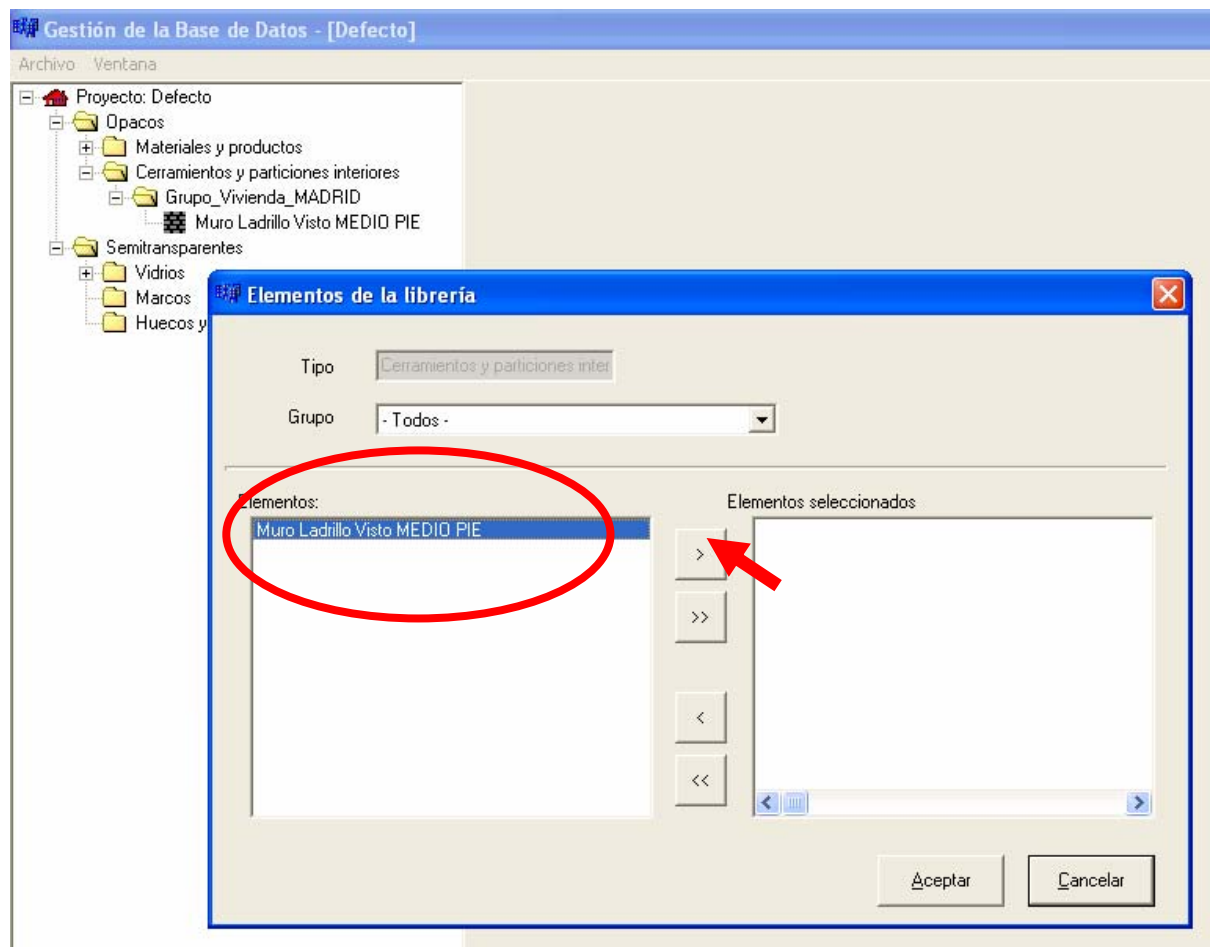 Gestión de la Base de Datos - [Defecto]
Archivo Ventana
Proyecto: Defecto
Opacos
Materiales y productos
Cerramientos y particiones interiores
Grupo_Vivienda_MADRID
Muro Ladrillo Visto MEDIO PIE
Semitransparentes
Vidrios
Marcos
Huecos y
Elementos de la librería
Tipo Cerramientos y particiones inter
Grupo - Todos -
Elementos: Elementos seleccionados
Muro Ladrillo Visto MEDIO PIE
>
>>
<
<<
Aceptar Cancelar